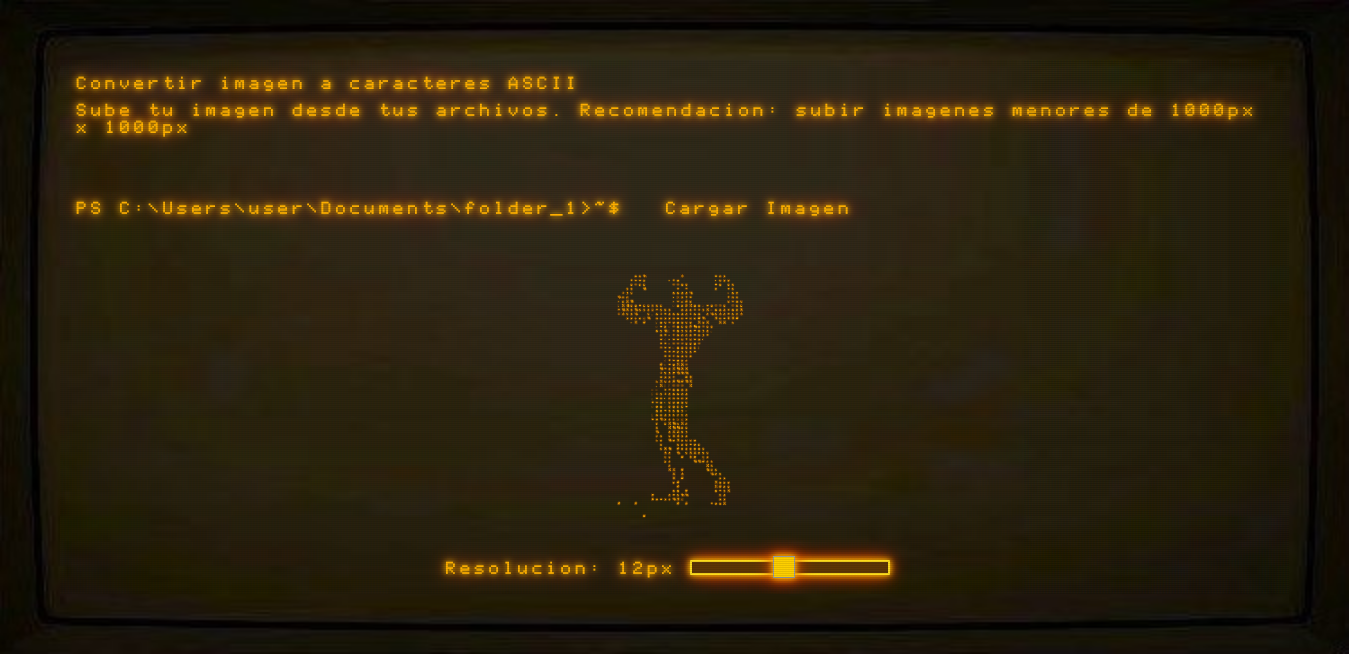 Convertir imagen a caracteres ASCII
Sube tu imagen desde tus archivos. Recomendacion: subir imagenes menores de 1000px
x 1000px
PS C:\Users\user\Documents\folder_1>~$ Cargar Imagen
Resolucion: 12px